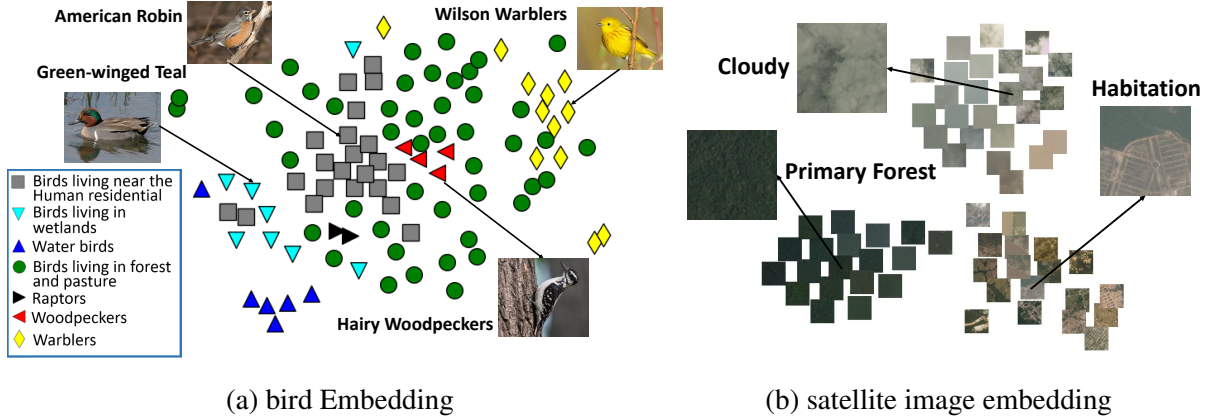 American Robin
Wilson Warblers
Green-winged Teal
Birds living near the
Human residential
Birds living in
wetlands
Water birds
Birds living in forest
and pasture
Raptors
Woodpeckers
Warblers
Hairy Woodpeckers
(a) bird Embedding
Cloudy
Habitation
Primary Forest
(b) satellite image embedding